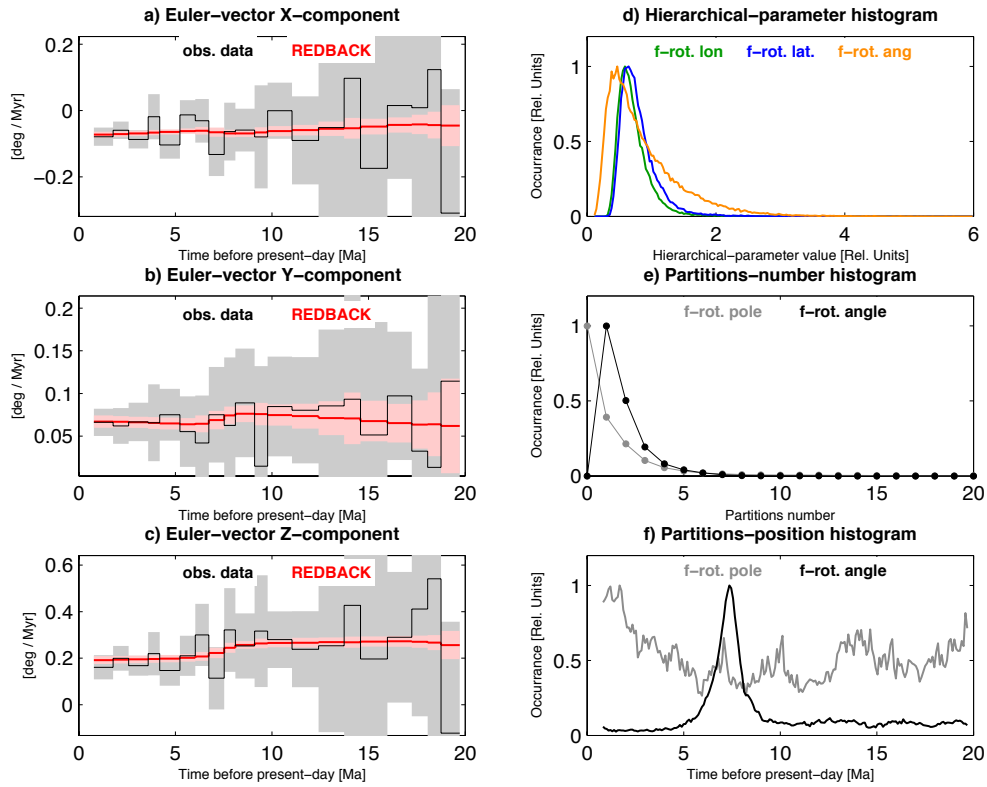 a) Euler−vector X−component
obs. data REDBACK
[deg / Myr]
0.2
0
−0.2
0 5 10 15 20
Time before present−day [Ma]
b) Euler−vector Y−component
obs. data REDBACK
[deg / Myr]
0.2
0.15
0.1
0.05
0 5 10 15 20
Time before present−day [Ma]
c) Euler−vector Z−component
obs. data REDBACK
[deg / Myr]
0.6
0.4
0.2
0
0 5 10 15 20
Time before present−day [Ma]
d) Hierarchical−parameter histogram
f−rot. lon f−rot. lat. f−rot. ang
Occurrance [Rel. Units]
1
0.5
0
0 2 4 6
Hierarchical−parameter value [Rel. Units]
e) Partitions−number histogram
f−rot. pole f−rot. angle
Occurrance [Rel. Units]
1
0.5
0
0 5 10 15 20
Partitions number
f) Partitions−position histogram
f−rot. pole f−rot. angle
Occurrance [Rel. Units]
1
0.5
0
0 5 10 15 20
Time before present−day [Ma]